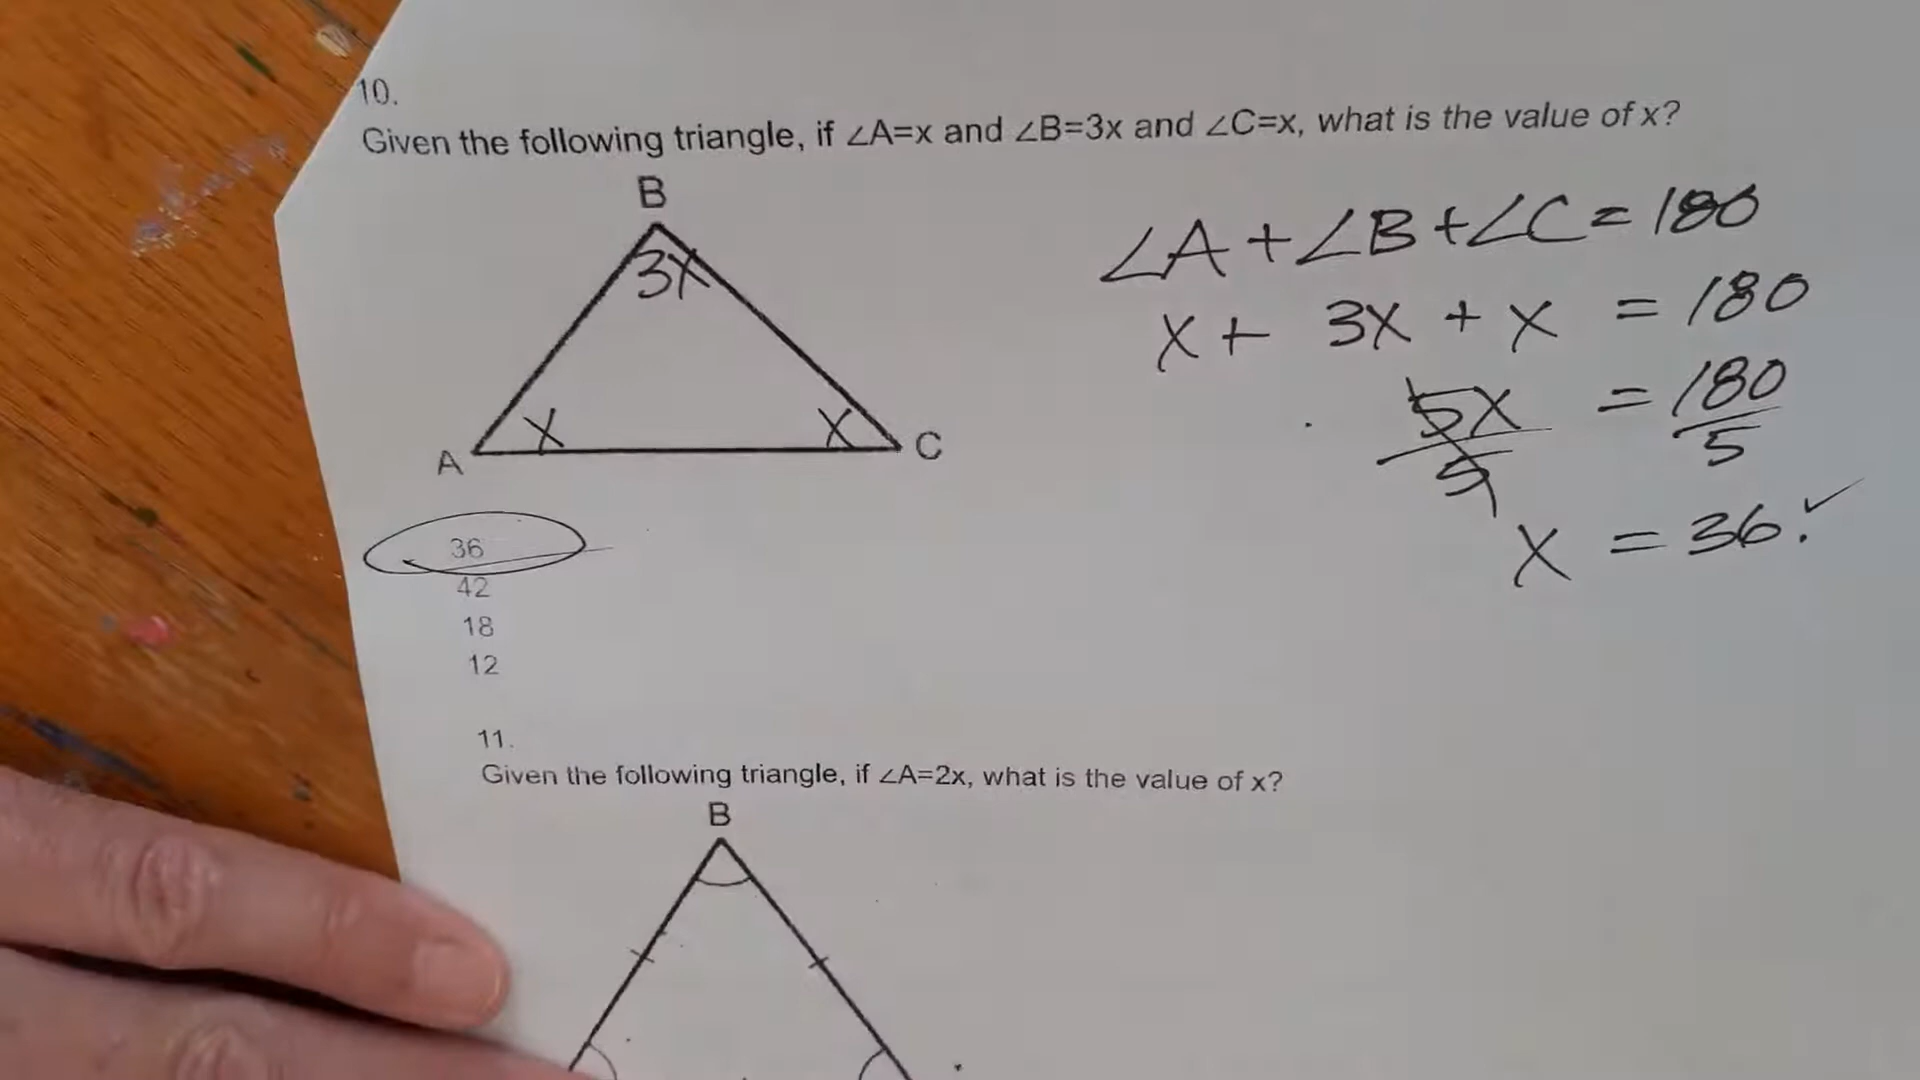 10.
Given the following triangle, if ∠A=x and ∠B=3x and ∠C=x, what is the value of x?
B
3x
x
x
A
C
∠A+∠B+∠C=180
x+ 3x + x = 180
5x = 180
5 5
x = 36.✓
36
42
18
12
11.
Given the following triangle, if ∠A=2x, what is the value of x?
B